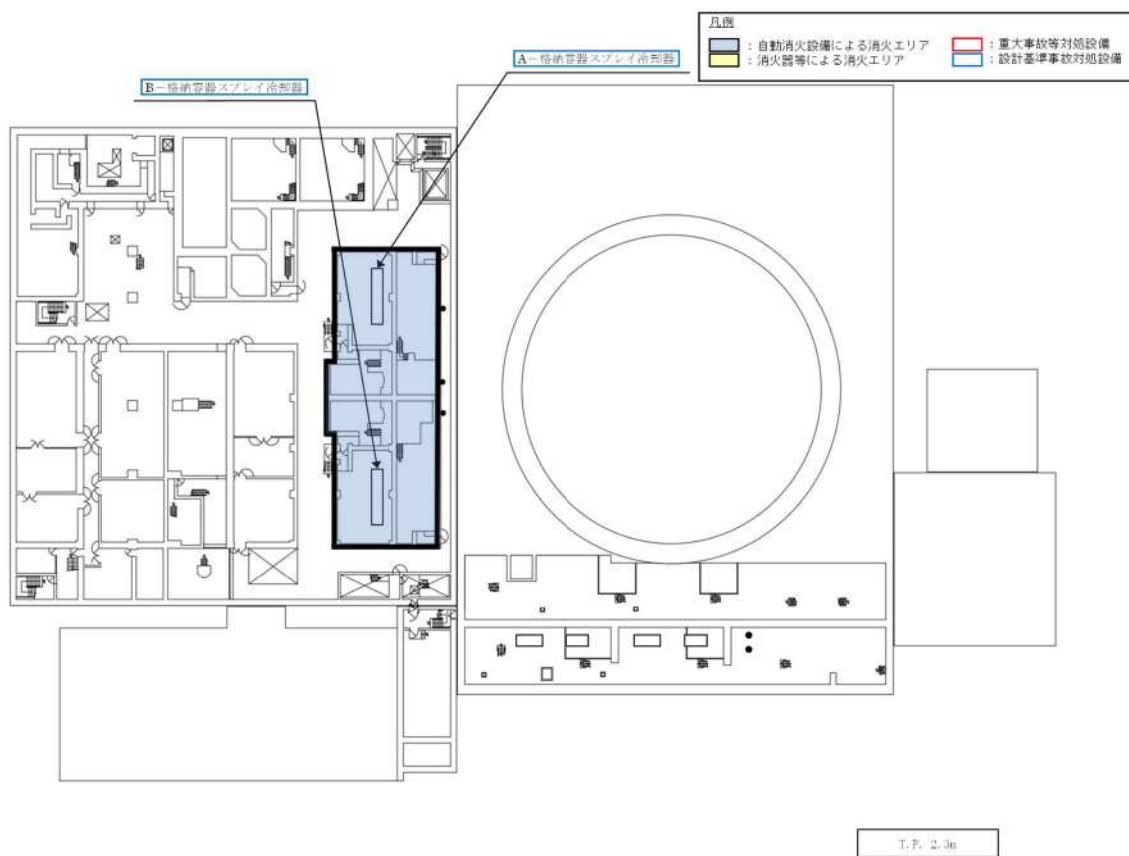 凡例
：自動消火設備による消火エリア
：重大事故等対処設備
：消火器等による消火エリア
：設計基準事故対処設備
A－格納容器スプレイ冷却器
B－格納容器スプレイ冷却器
T.P. 2.3m